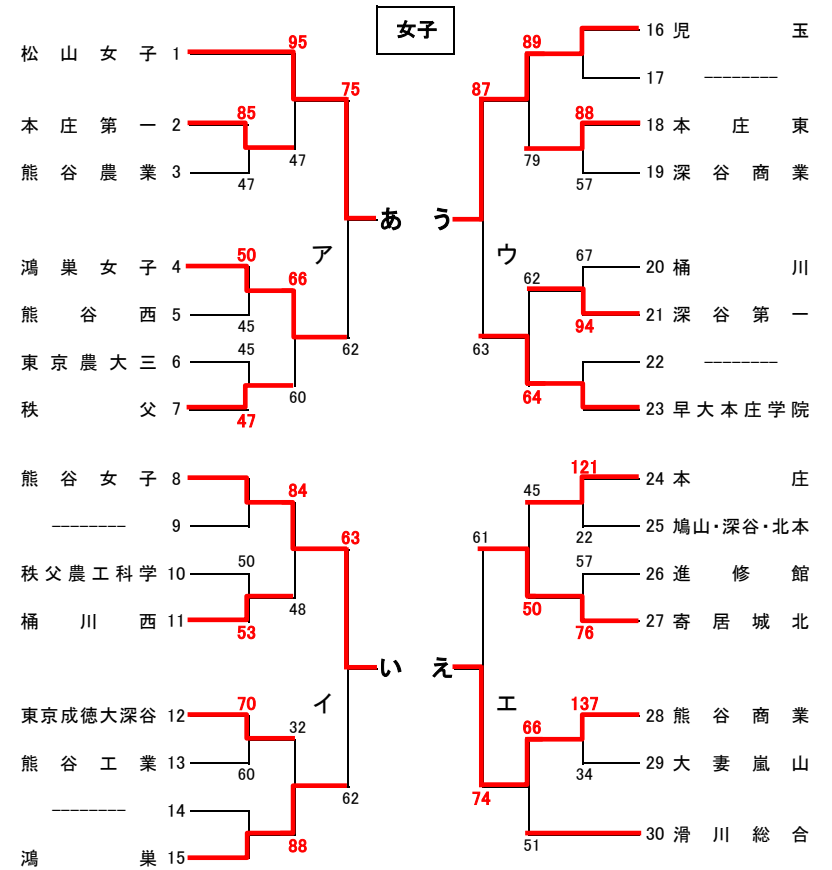 女子
松山女子 1
95
75
本庄第一 2
85
47
熊谷農業 3
47
ア
あ
鴻巣女子 4
50
66
熊谷西 5
45
62
東京農大三 6
45
60
秩父 7
47
熊谷女子 8
84
63
-------- 9
秩父農工科学 10
50
48
桶川西 11
53
イ
い
東京成徳大深谷 12
70
32
熊谷工業 13
60
62
-------- 14
88
鴻巣 15
16 児玉
89
87
17 --------
18 本庄東
88
79
19 深谷商業
57
う
ウ
20 桶川
67
62
21 深谷第一
94
63
22 --------
64
23 早大本庄学院
24 本庄
121
45
61
25 鳩山・深谷・北本
22
26 進修館
57
50
27 寄居城北
76
え
エ
28 熊谷商業
137
66
29 大妻嵐山
34
74
30 滑川総合
51